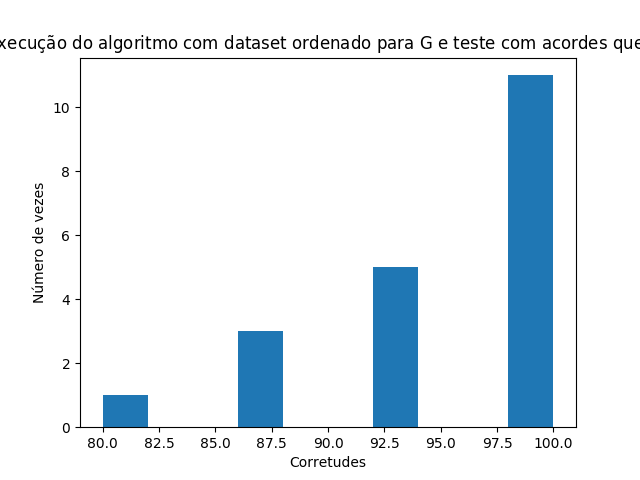 xecução do algoritmo com dataset ordenado para G e teste com acordes que
10
8
6
4
2
0
Número de vezes
80.0 82.5 85.0 87.5 90.0 92.5 95.0 97.5 100.0
Corretudes